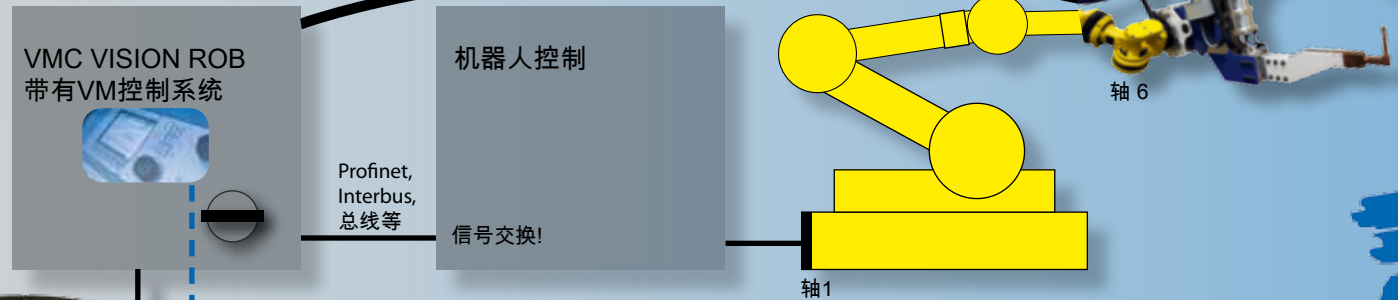 VMC VISION ROB
带有VM控制系统
机器人控制
轴 6
Profinet,
Interbus,
总线等
信号交换!
轴1